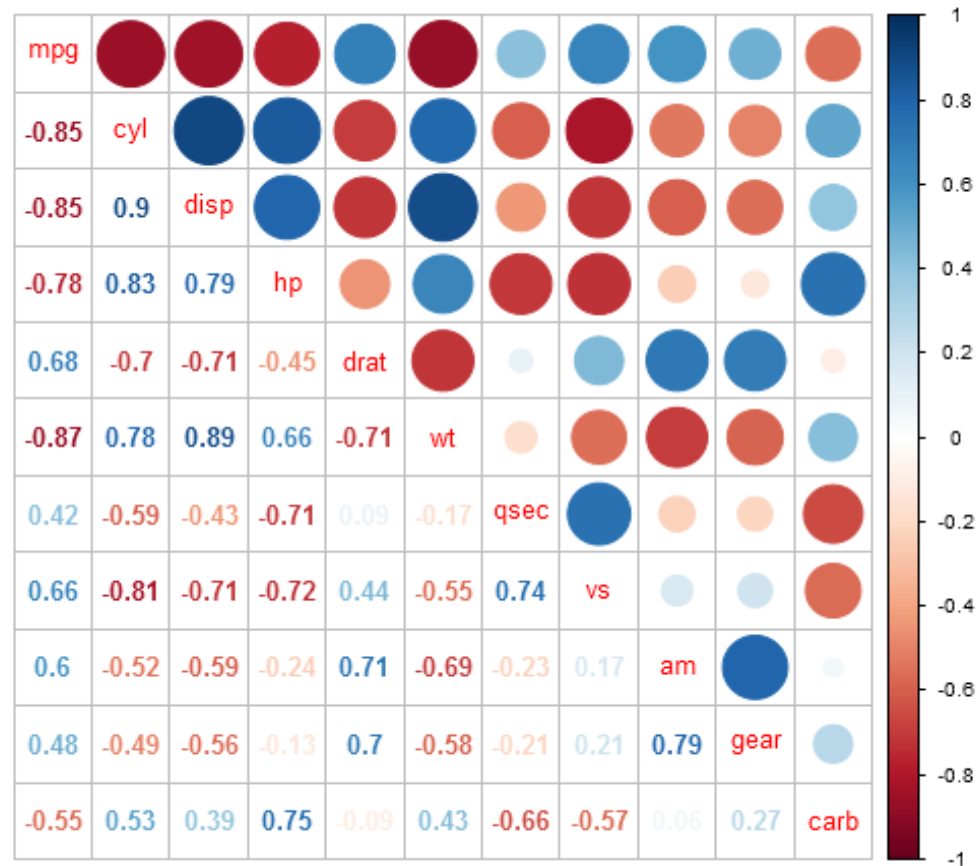 mpg
-0.85 cyl
-0.85 0.9 disp
-0.78 0.83 0.79 hp
0.68 -0.7 -0.71 -0.45 drat
-0.87 0.78 0.89 0.66 -0.71 wt
0.42 -0.59 -0.43 -0.71 0.09 -0.17 qsec
0.66 -0.81 -0.71 -0.72 0.44 -0.55 0.74 vs
0.6 -0.52 -0.59 -0.24 0.71 -0.69 -0.23 0.17 am
0.48 -0.49 -0.56 -0.13 0.7 -0.58 -0.21 0.21 0.79 gear
-0.55 0.53 0.39 0.75 -0.09 0.43 -0.66 -0.57 0.06 0.27 carb
1
0.8
0.6
0.4
0.2
0
-0.2
-0.4
-0.6
-0.8
-1